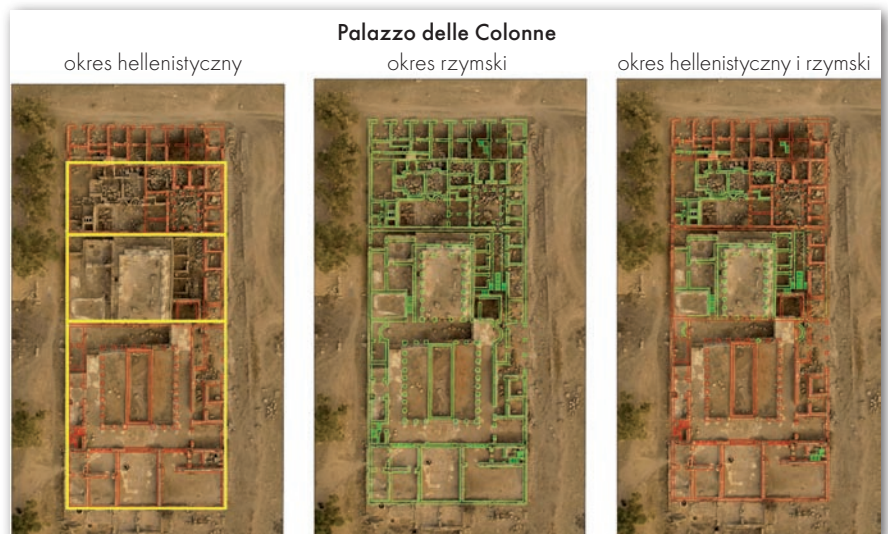 Palazzo delle Colonne
okres hellenistyczny
okres rzymski
okres hellenistyczny i rzymski